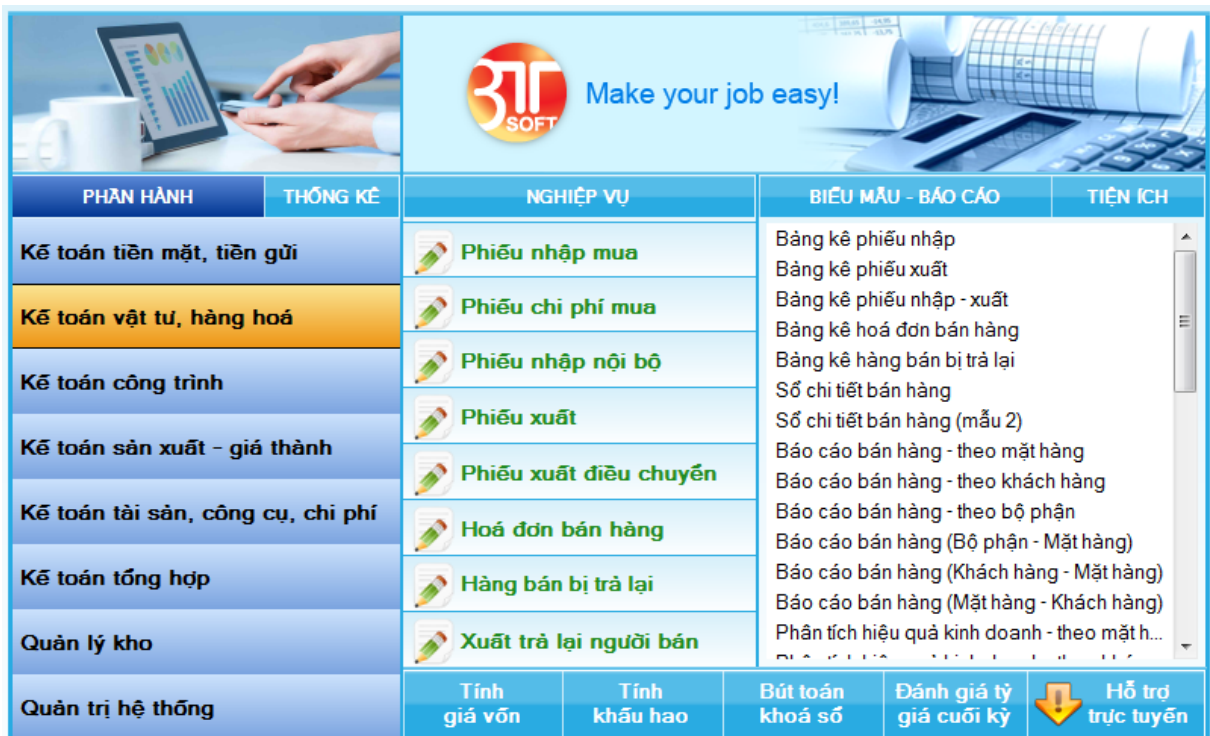 3T
SOFT
Make your job easy!
PHÂN HÀNH
THỐNG KÊ
NGHIỆP VỤ
BIỂU MẪU - BÁO CÁO
TIỆN ÍCH
Kế toán tiền mặt, tiền gửi
Kế toán vật tư, hàng hoá
Kế toán công trình
Kế toán sản xuất - giá thành
Kế toán tài sản, công cụ, chi phí
Kế toán tổng hợp
Quản lý kho
Quản trị hệ thống
Phiếu nhập mua
Phiếu chi phí mua
Phiếu nhập nội bộ
Phiếu xuất
Phiếu xuất điều chuyển
Hoá đơn bán hàng
Hàng bán bị trả lại
Xuất trả lại người bán
Bảng kê phiếu nhập
Bảng kê phiếu xuất
Bảng kê phiếu nhập - xuất
Bảng kê hoá đơn bán hàng
Bảng kê hàng bán bị trả lại
Sổ chi tiết bán hàng
Sổ chi tiết bán hàng (mẫu 2)
Báo cáo bán hàng - theo mặt hàng
Báo cáo bán hàng - theo khách hàng
Báo cáo bán hàng - theo bộ phận
Báo cáo bán hàng (Bộ phận - Mặt hàng)
Báo cáo bán hàng (Khách hàng - Mặt hàng)
Báo cáo bán hàng (Mặt hàng - Khách hàng)
Phân tích hiệu quả kinh doanh - theo mặt h...
Tính
giá vốn
Tính
khấu hao
Bút toán
khoá sổ
Đánh giá tỷ
giá cuối kỳ
Hỗ trợ
trực tuyến